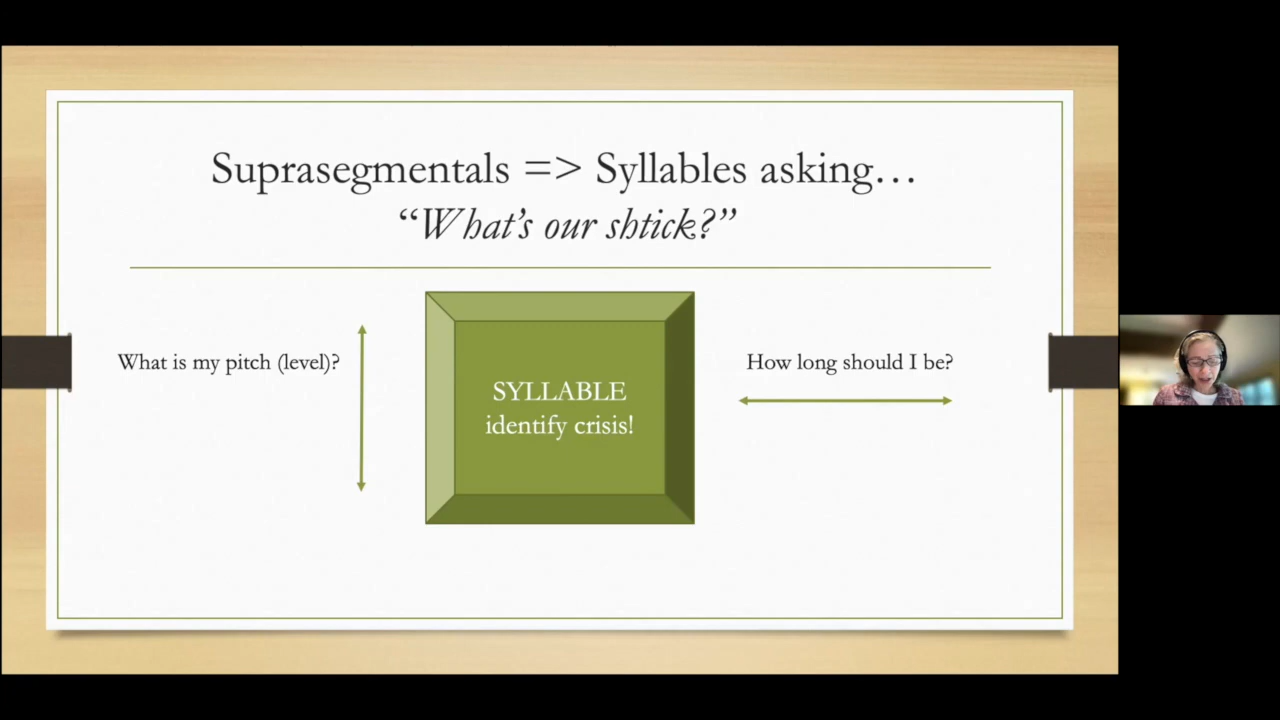 Suprasegmentals => Syllables asking…
“What’s our shtick?”
What is my pitch (level)?
SYLLABLE
identify crisis!
How long should I be?